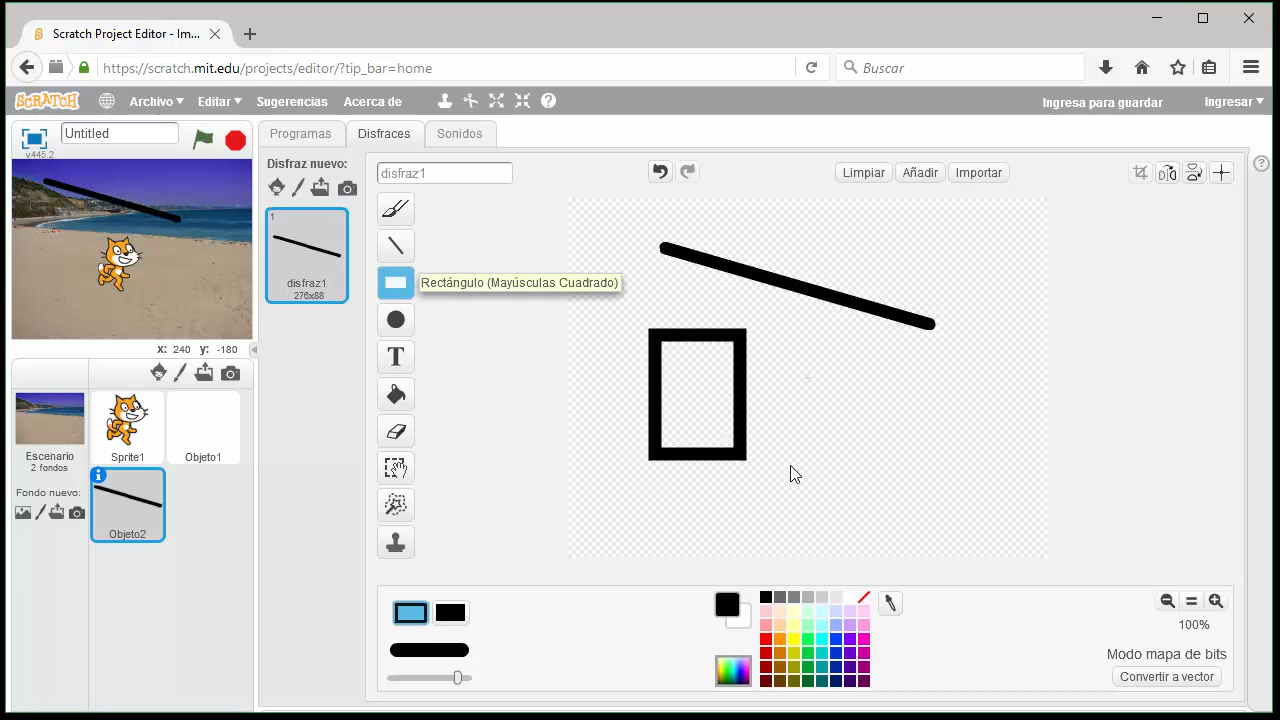 Scratch Project Editor - Im...
https://scratch.mit.edu/projects/editor/?tip_bar=home
Buscar
SCRATCH
Archivo
Editar
Sugerencias
Acerca de
Ingresa para guardar
Ingresar
v445.2
Untitled
Programas
Disfraces
Sonidos
Disfraz nuevo:
disfraz1
Limpiar
Añadir
Importar
1
disfraz1
276x88
Rectángulo (Mayúsculas Cuadrado)
T
x: 240 y: -180
Escenario
2 fondos
Fondo nuevo:
Sprite1
Objeto1
Objeto2
100%
Modo mapa de bits
Convertir a vector